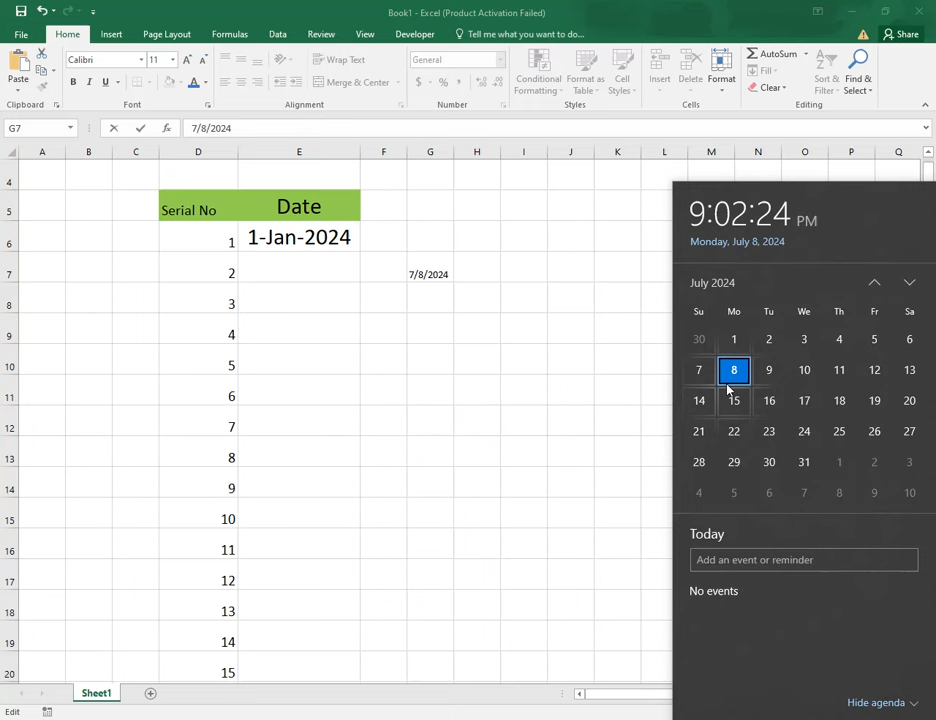 Book1 - Excel (Product Activation Failed)
File Home Insert Page Layout Formulas Data Review View Developer Tell me what you want to do... Share
Paste
Clipboard
Calibri 11
B I U
Font
Wrap Text
Merge & Center
Alignment
General
$ % ,
Number
Conditional Formatting
Format as Table
Cell Styles
Styles
Insert Delete Format
Cells
AutoSum
Fill
Clear
Sort & Filter
Find & Select
Editing
G7 fx 7/8/2024
A B C D E F G H I J K L M N O P Q
4
5 Serial No Date
6 1 1-Jan-2024
7 2 7/8/2024
8 3
9 4
10 5
11 6
12 7
13 8
14 9
15 10
16 11
17 12
18 13
19 14
20 15
Sheet1
Edit
9:02:24 PM
Monday, July 8, 2024
July 2024
Su Mo Tu We Th Fr Sa
30 1 2 3 4 5 6
7 8 9 10 11 12 13
14 15 16 17 18 19 20
21 22 23 24 25 26 27
28 29 30 31 1 2 3
4 5 6 7 8 9 10
Today
Add an event or reminder
No events
Hide agenda